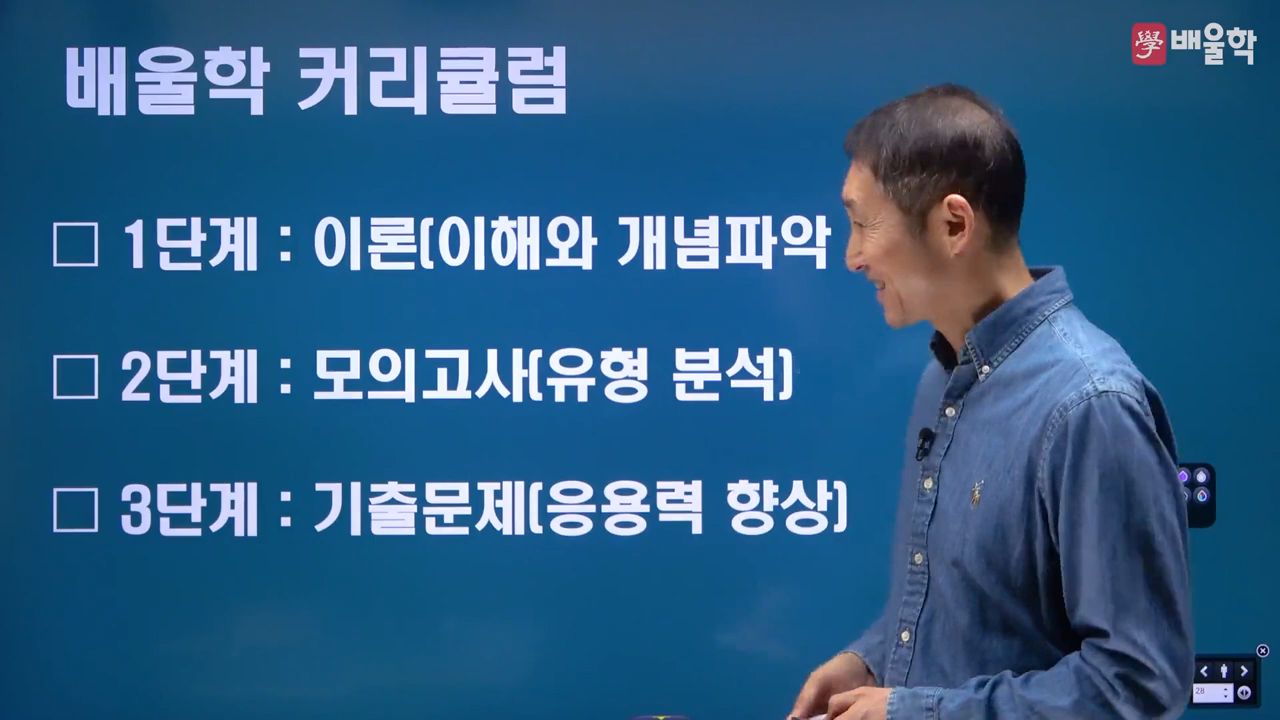 배울학 커리큘럼
學 배울학
□ 1단계 : 이론(이해와 개념파악
□ 2단계 : 모의고사(유형 분석)
□ 3단계 : 기출문제(응용력 향상)
28